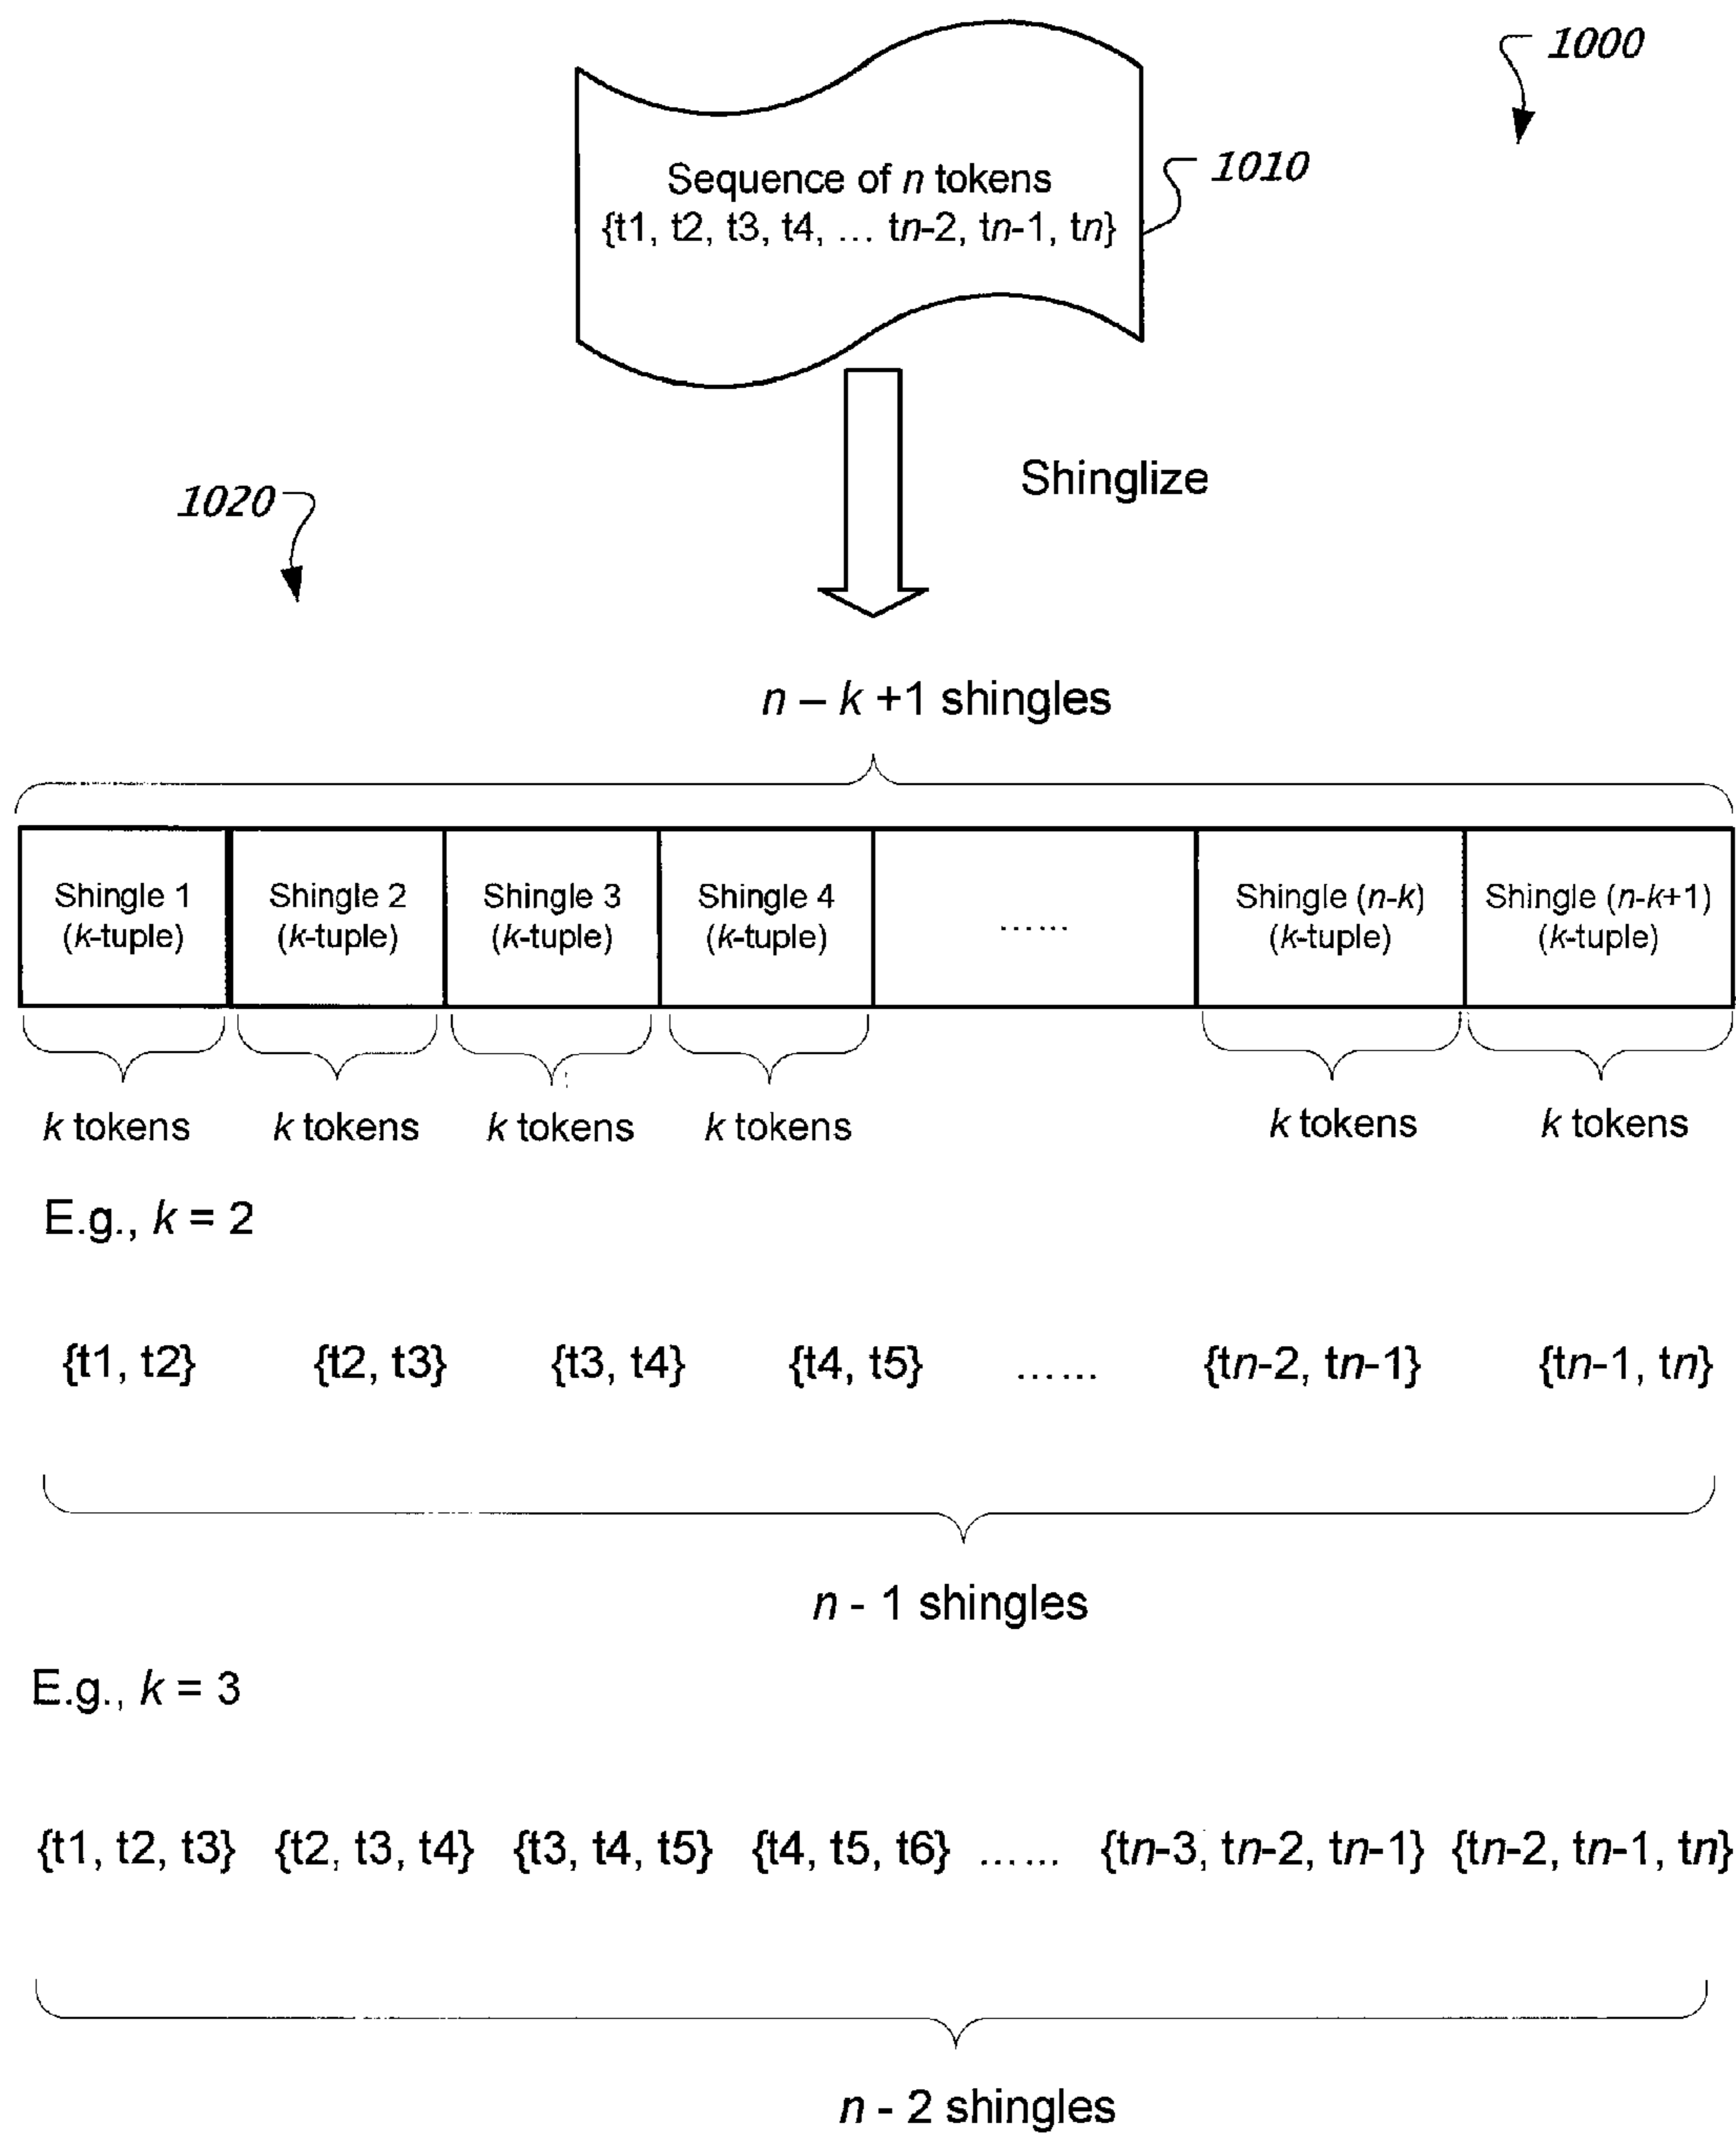 1000
Sequence of n tokens
{t1, t2, t3, t4, ... tn-2, tn-1, tn}
1010
Shinglize
1020
n – k +1 shingles
Shingle 1
(k-tuple)
Shingle 2
(k-tuple)
Shingle 3
(k-tuple)
Shingle 4
(k-tuple)
......
Shingle (n-k)
(k-tuple)
Shingle (n-k+1)
(k-tuple)
k tokens
k tokens
k tokens
k tokens
k tokens
k tokens
E.g., k = 2
{t1, t2} {t2, t3} {t3, t4} {t4, t5} ...... {tn-2, tn-1} {tn-1, tn}
n - 1 shingles
E.g., k = 3
{t1, t2, t3} {t2, t3, t4} {t3, t4, t5} {t4, t5, t6} ...... {tn-3, tn-2, tn-1} {tn-2, tn-1, tn}
n - 2 shingles